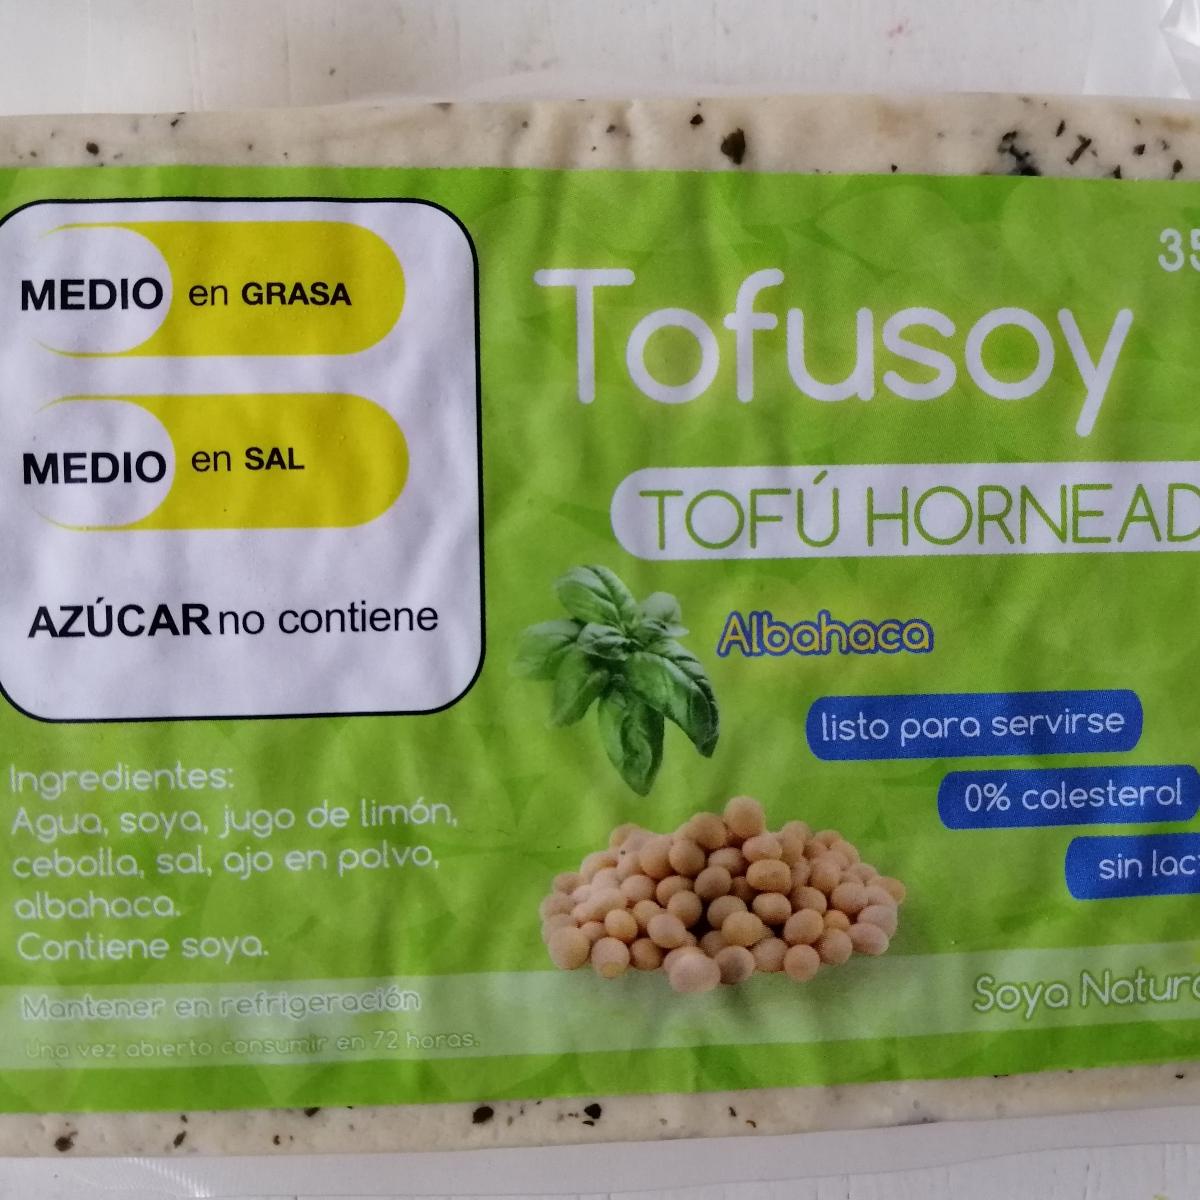 MEDIO en GRASA
MEDIO en SAL
AZÚCAR no contiene
Ingredientes:
Agua, soya, jugo de limón,
cebolla, sal, ajo en polvo,
albahaca.
Contiene soya.
Mantener en refrigeración
Una vez abierto consumir en 72 horas.
35
Tofusoy
TOFÚ HORNEAD
Albahaca
listo para servirse
0% colesterol
sin lac
Soya Natura